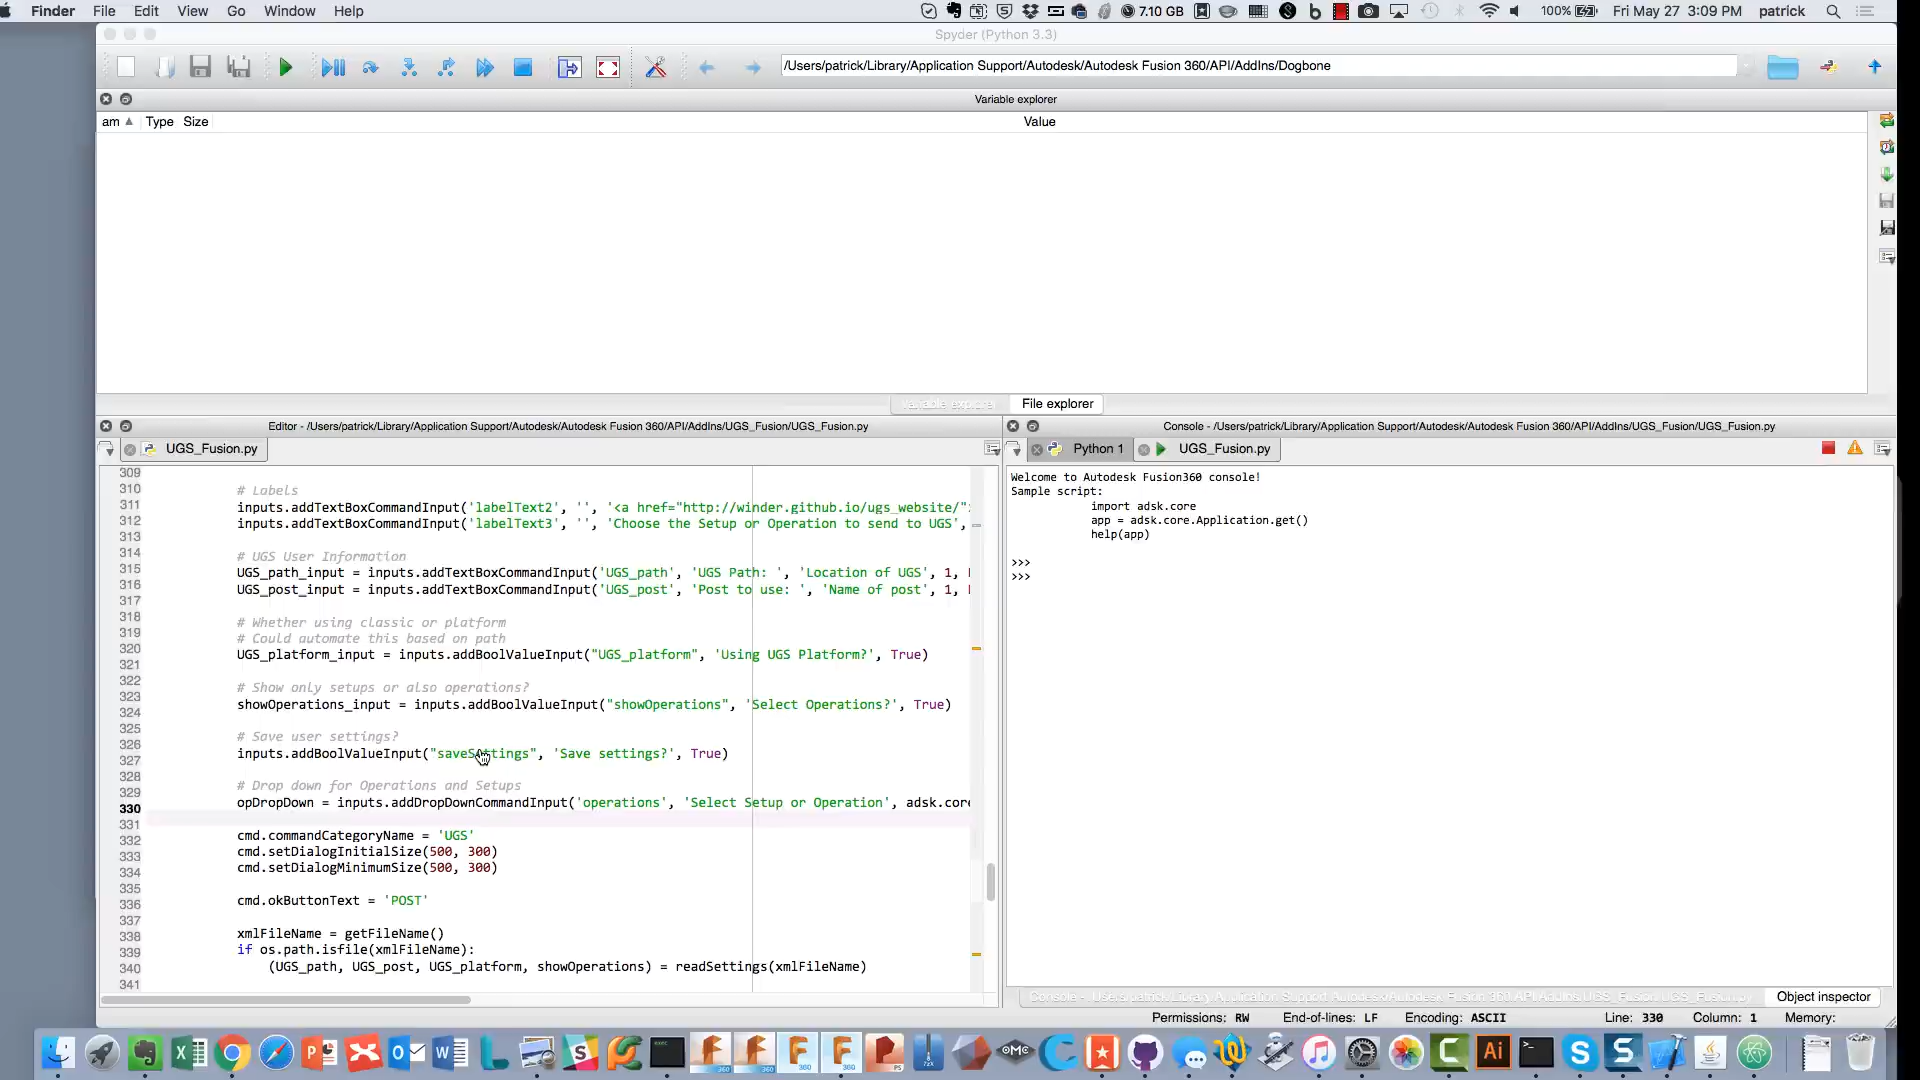 Finder File Edit View Go Window Help 7.10 GB 100% Fri May 27 3:09 PM patrick
Spyder (Python 3.3)
/Users/patrick/Library/Application Support/Autodesk/Autodesk Fusion 360/API/AddIns/Dogbone
Variable explorer
am Type Size Value
Variable explorer File explorer
Editor - /Users/patrick/Library/Application Support/Autodesk/Autodesk Fusion 360/API/AddIns/UGS_Fusion/UGS_Fusion.py
UGS_Fusion.py
309
310 # Labels
311 inputs.addTextBoxCommandInput('labelText2', '', '<a href="http://winder.github.io/ugs_website/"
312 inputs.addTextBoxCommandInput('labelText3', '', 'Choose the Setup or Operation to send to UGS',
313
314 # UGS User Information
315 UGS_path_input = inputs.addTextBoxCommandInput('UGS_path', 'UGS Path: ', 'Location of UGS', 1,
316 UGS_post_input = inputs.addTextBoxCommandInput('UGS_post', 'Post to use: ', 'Name of post', 1,
317
318 # Whether using classic or platform
319 # Could automate this based on path
320 UGS_platform_input = inputs.addBoolValueInput("UGS_platform", 'Using UGS Platform?', True)
321
322 # Show only setups or also operations?
323 showOperations_input = inputs.addBoolValueInput("showOperations", 'Select Operations?', True)
324
325 # Save user settings?
326 inputs.addBoolValueInput("saveSettings", 'Save settings?', True)
327
328 # Drop down for Operations and Setups
329 opDropDown = inputs.addDropDownCommandInput('operations', 'Select Setup or Operation', adsk.core
330
331 cmd.commandCategoryName = 'UGS'
332 cmd.setDialogInitialSize(500, 300)
333 cmd.setDialogMinimumSize(500, 300)
334
335 cmd.okButtonText = 'POST'
336
337 xmlFileName = getFileName()
338 if os.path.isfile(xmlFileName):
339 (UGS_path, UGS_post, UGS_platform, showOperations) = readSettings(xmlFileName)
340
341
Console - /Users/patrick/Library/Application Support/Autodesk/Autodesk Fusion 360/API/AddIns/UGS_Fusion/UGS_Fusion.py
Python 1 UGS_Fusion.py
Welcome to Autodesk Fusion360 console!
Sample script:
import adsk.core
app = adsk.core.Application.get()
help(app)
>>>
>>>
Object inspector
Permissions: RW End-of-lines: LF Encoding: ASCII Line: 330 Column: 1 Memory: